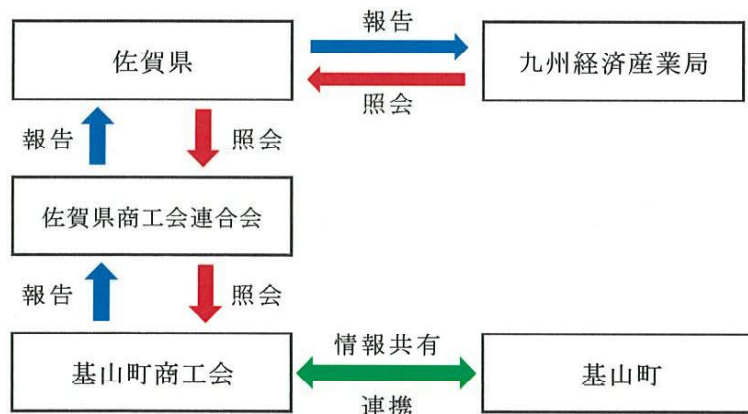 報告
佐賀県
九州経済産業局
照会
報告
照会
佐賀県商工会連合会
報告
照会
情報共有
基山町商工会
基山町
連携